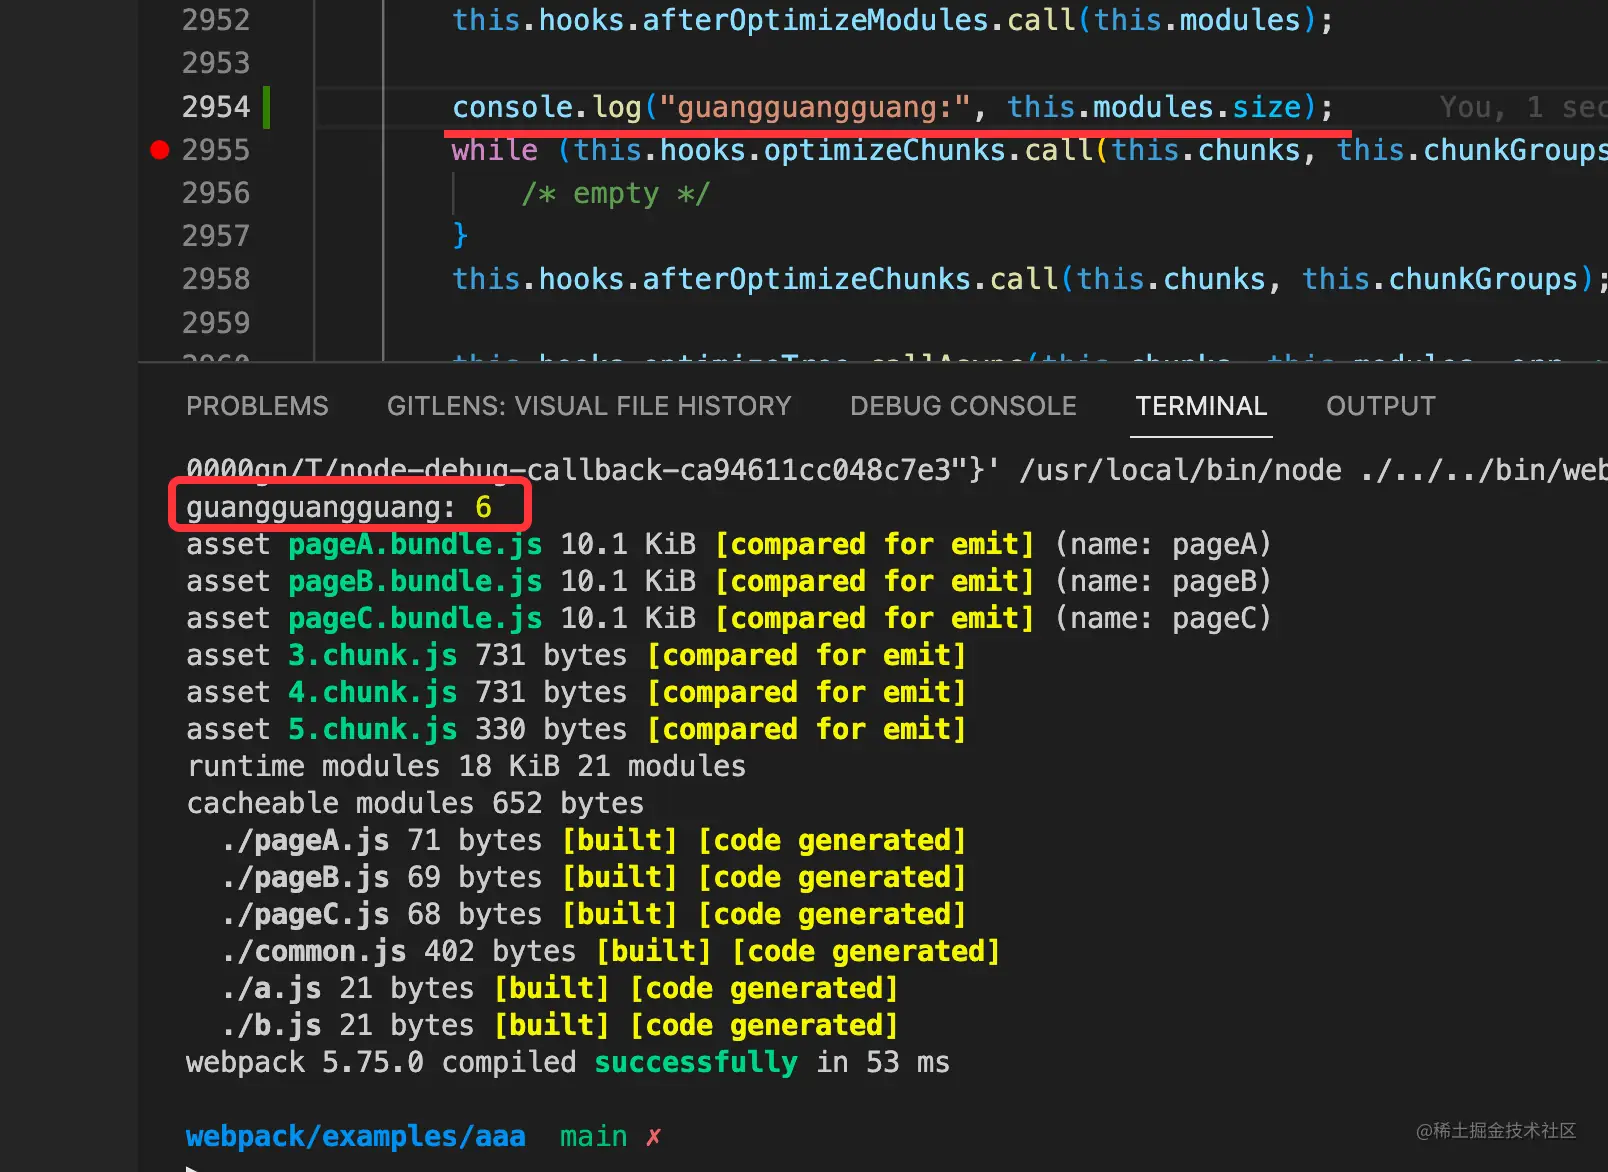 2952 this.hooks.afterOptimizeModules.call(this.modules);
2953
2954 console.log("guangguangguang:", this.modules.size); You, 1 sec
2955 while (this.hooks.optimizeChunks.call(this.chunks, this.chunkGroups
2956 /* empty */
2957 }
2958 this.hooks.afterOptimizeChunks.call(this.chunks, this.chunkGroups);
2959
2960 this.hooks.optimizeTree.callAsync(this.chunks, this.modules, err =
PROBLEMS GITLENS: VISUAL FILE HISTORY DEBUG CONSOLE TERMINAL OUTPUT
0000gn/T/node-debug-callback-ca94611cc048c7e3"}' /usr/local/bin/node ./../../bin/web
guangguangguang: 6
asset pageA.bundle.js 10.1 KiB [compared for emit] (name: pageA)
asset pageB.bundle.js 10.1 KiB [compared for emit] (name: pageB)
asset pageC.bundle.js 10.1 KiB [compared for emit] (name: pageC)
asset 3.chunk.js 731 bytes [compared for emit]
asset 4.chunk.js 731 bytes [compared for emit]
asset 5.chunk.js 330 bytes [compared for emit]
runtime modules 18 KiB 21 modules
cacheable modules 652 bytes
./pageA.js 71 bytes [built] [code generated]
./pageB.js 69 bytes [built] [code generated]
./pageC.js 68 bytes [built] [code generated]
./common.js 402 bytes [built] [code generated]
./a.js 21 bytes [built] [code generated]
./b.js 21 bytes [built] [code generated]
webpack 5.75.0 compiled successfully in 53 ms
webpack/examples/aaa main ✗
@稀土掘金技术社区